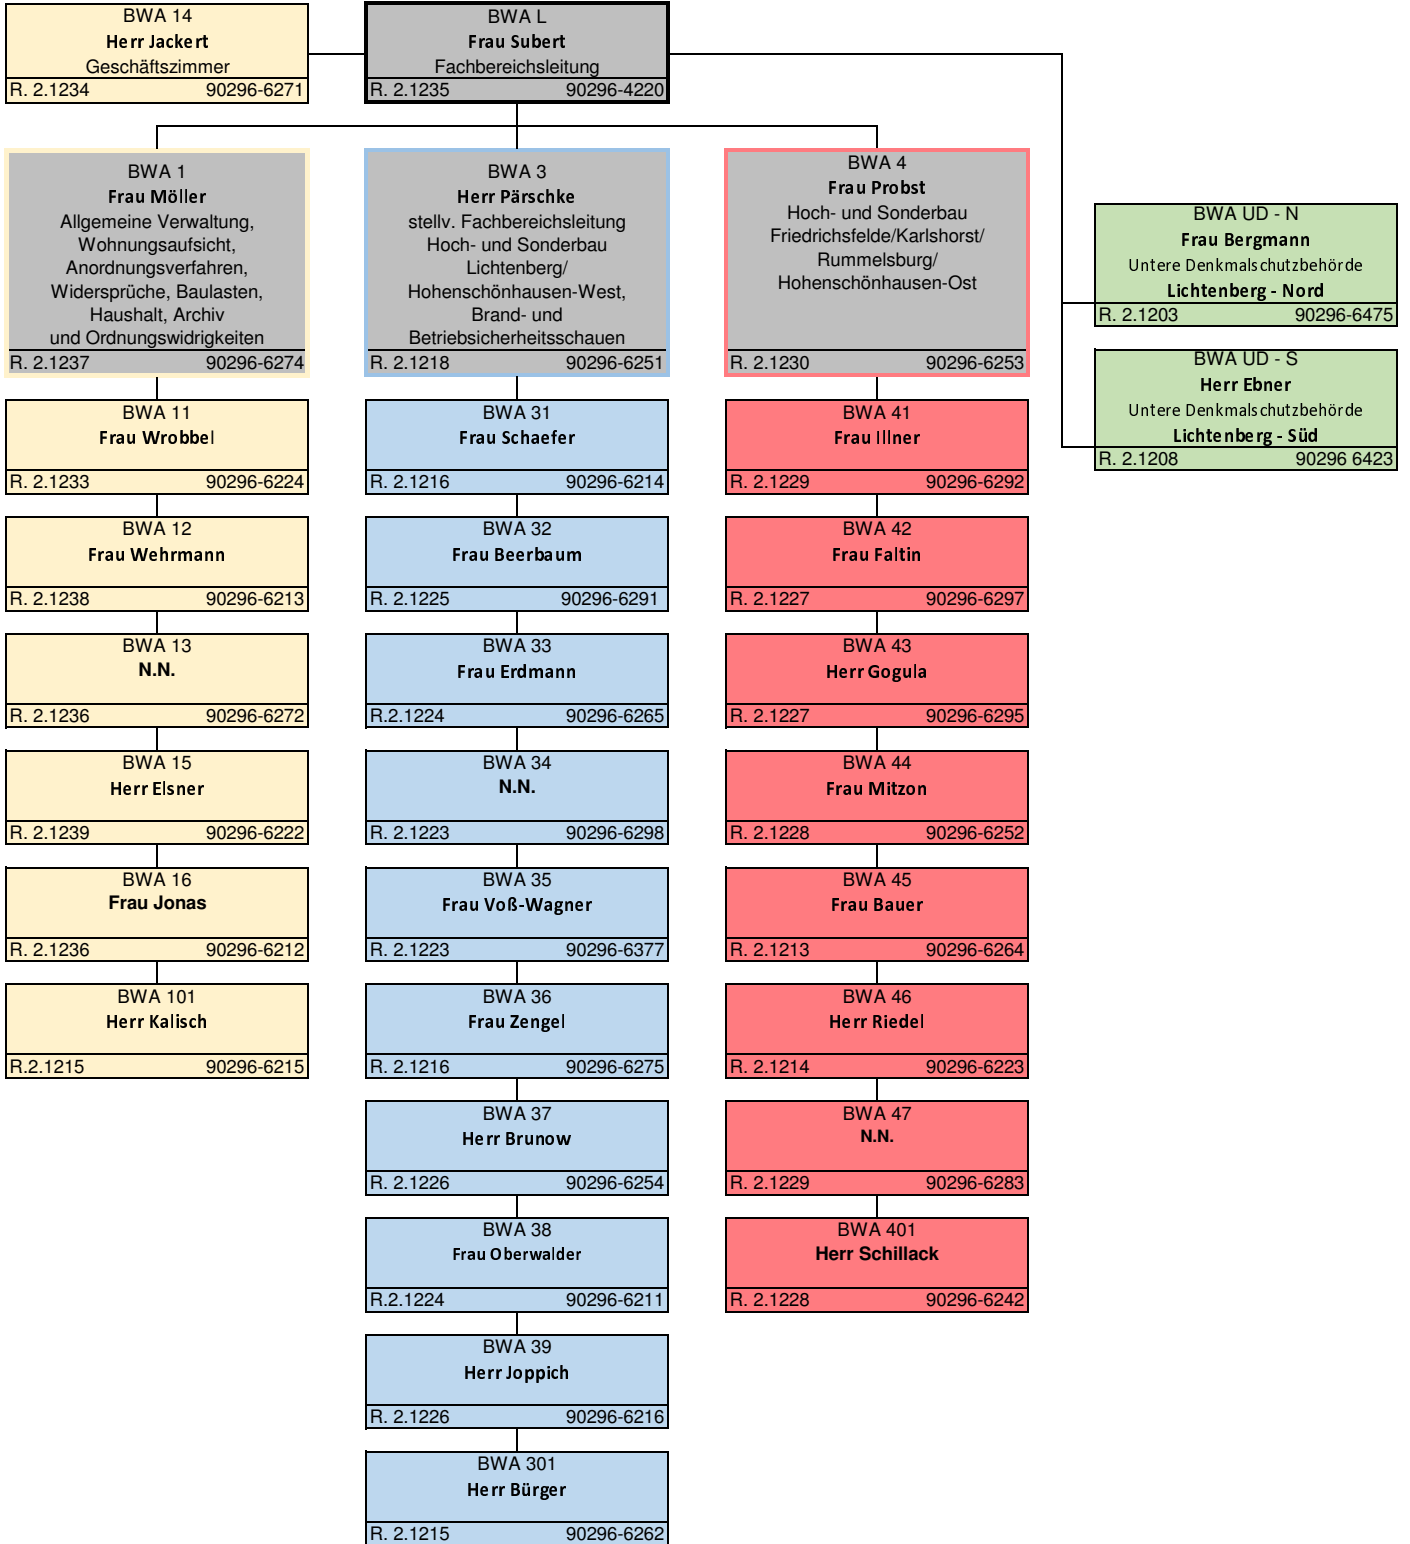 BWA 14
Herr Jackert
Geschäftszimmer
R. 2.1234 90296-6271
BWA L
Frau Subert
Fachbereichsleitung
R. 2.1235 90296-4220
BWA 1
Frau Möller
Allgemeine Verwaltung,
Wohnungsaufsicht,
Anordnungsverfahren,
Widersprüche, Baulasten,
Haushalt, Archiv
und Ordnungswidrigkeiten
R. 2.1237 90296-6274
BWA 3
Herr Pärschke
stellv. Fachbereichsleitung
Hoch- und Sonderbau
Lichtenberg/
Hohenschönhausen-West,
Brand- und
Betriebsicherheitsschauen
R. 2.1218 90296-6251
BWA 4
Frau Probst
Hoch- und Sonderbau
Friedrichsfelde/Karlshorst/
Rummelsburg/
Hohenschönhausen-Ost
R. 2.1230 90296-6253
BWA UD - N
Frau Bergmann
Untere Denkmalschutzbehörde
Lichtenberg - Nord
R. 2.1203 90296-6475
BWA UD - S
Herr Ebner
Untere Denkmalschutzbehörde
Lichtenberg - Süd
R. 2.1208 90296 6423
BWA 11
Frau Wrobbel
R. 2.1233 90296-6224
BWA 12
Frau Wehrmann
R. 2.1238 90296-6213
BWA 13
N.N.
R. 2.1236 90296-6272
BWA 15
Herr Elsner
R. 2.1239 90296-6222
BWA 16
Frau Jonas
R. 2.1236 90296-6212
BWA 101
Herr Kalisch
R.2.1215 90296-6215
BWA 31
Frau Schaefer
R. 2.1216 90296-6214
BWA 32
Frau Beerbaum
R. 2.1225 90296-6291
BWA 33
Frau Erdmann
R.2.1224 90296-6265
BWA 34
N.N.
R. 2.1223 90296-6298
BWA 35
Frau Voß-Wagner
R. 2.1223 90296-6377
BWA 36
Frau Zengel
R. 2.1216 90296-6275
BWA 37
Herr Brunow
R. 2.1226 90296-6254
BWA 38
Frau Oberwalder
R.2.1224 90296-6211
BWA 39
Herr Joppich
R. 2.1226 90296-6216
BWA 301
Herr Bürger
R. 2.1215 90296-6262
BWA 41
Frau Illner
R. 2.1229 90296-6292
BWA 42
Frau Faltin
R. 2.1227 90296-6297
BWA 43
Herr Gogula
R. 2.1227 90296-6295
BWA 44
Frau Mitzon
R. 2.1228 90296-6252
BWA 45
Frau Bauer
R. 2.1213 90296-6264
BWA 46
Herr Riedel
R. 2.1214 90296-6223
BWA 47
N.N.
R. 2.1229 90296-6283
BWA 401
Herr Schillack
R. 2.1228 90296-6242